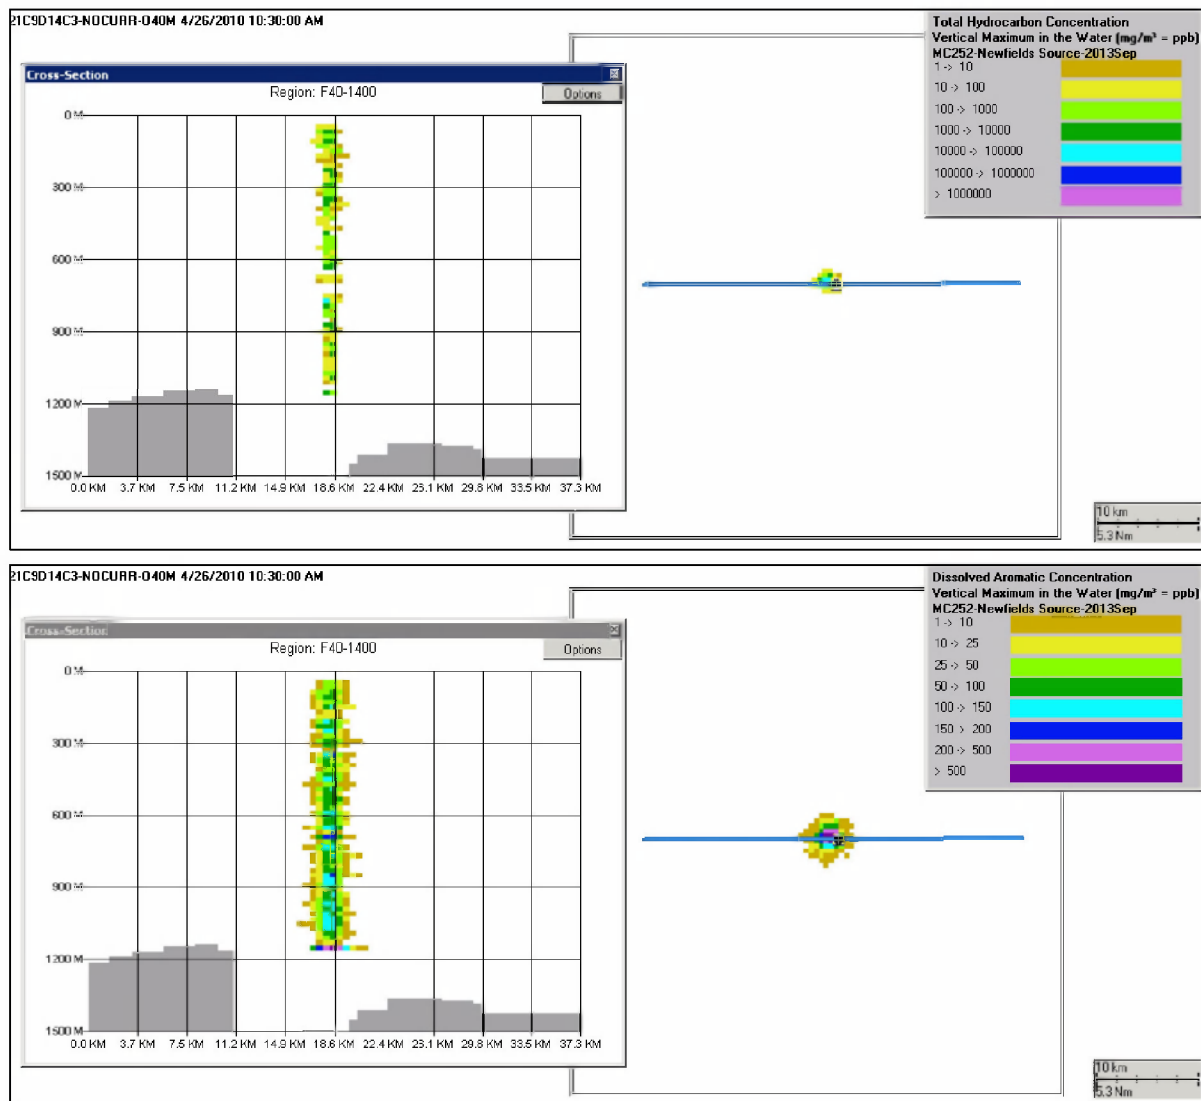 21C9D14C3-NOCURR-O40M 4/26/2010 10:30:00 AM
Total Hydrocarbon Concentration
Vertical Maximum in the Water (mg/m³ = ppb)
MC252-Newfields Source-2013Sep
1 -> 10
10 -> 100
100 -> 1000
1000 -> 10000
10000 -> 100000
100000 -> 1000000
> 1000000
Cross-Section
Region: F40-1400
Options
0 M
300 M
600 M
900 M
1200 M
1500 M
0.0 KM 3.7 KM 7.5 KM 11.2 KM 14.9 KM 18.6 KM 22.4 KM 26.1 KM 29.8 KM 33.5 KM 37.3 KM
10 km
5.3 Nm
21C9D14C3-NOCURR-O40M 4/26/2010 10:30:00 AM
Dissolved Aromatic Concentration
Vertical Maximum in the Water (mg/m³ = ppb)
MC252-Newfields Source-2013Sep
1 -> 10
10 -> 25
25 -> 50
50 -> 100
100 -> 150
150 > 200
200 -> 500
> 500
Cross-Section
Region: F40-1400
Options
0 M
300 M
600 M
900 M
1200 M
1500 M
0.0 KM 3.7 KM 7.5 KM 11.2 KM 14.9 KM 18.6 KM 22.4 KM 26.1 KM 29.8 KM 33.5 KM 37.3 KM
10 km
5.3 Nm